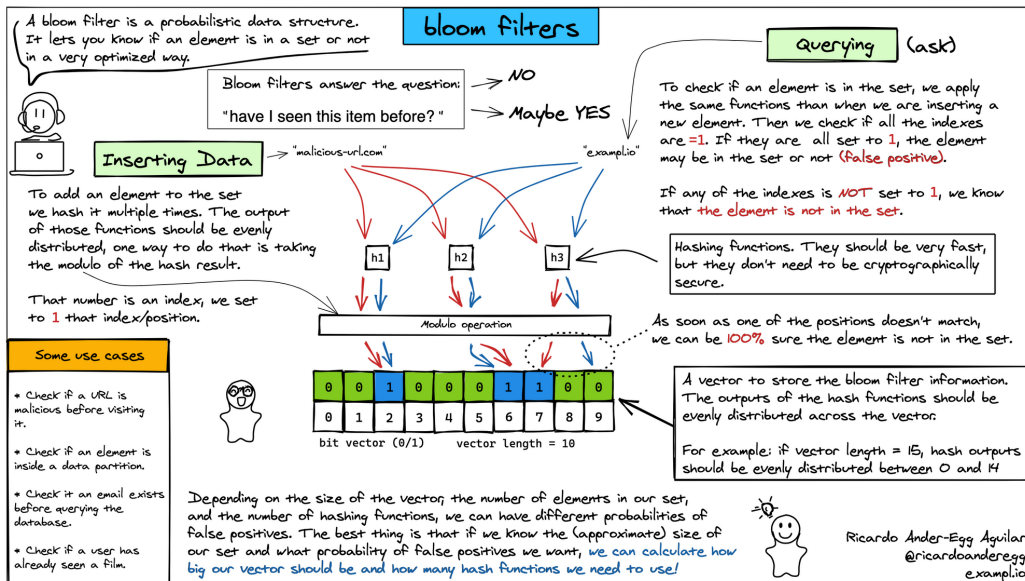 bloom filters
A bloom filter is a probabilistic data structure.
It lets you know if an element is in a set or not
in a very optimized way.
Bloom filters answer the question:
"have I seen this item before? "
NO
Maybe YES
Querying
(ask)
To check if an element is in the set, we apply
the same functions than when we are inserting a
new element. Then we check if all the indexes
are =1. If they are all set to 1, the element
may be in the set or not (false positive).
If any of the indexes is NOT set to 1, we know
that the element is not in the set.
Inserting Data
"malicious-url.com"
"exampl.io"
To add an element to the set
we hash it multiple times. The output
of those functions should be evenly
distributed, one way to do that is taking
the modulo of the hash result.
That number is an index, we set
to 1 that index/position.
h1
h2
h3
Hashing functions. They should be very fast,
but they don't need to be cryptographically
secure.
Modulo operation
As soon as one of the positions doesn't match,
we can be 100% sure the element is not in the set.
0 0 1 0 0 0 1 1 0 0
0 1 2 3 4 5 6 7 8 9
bit vector (0/1)
vector length = 10
A vector to store the bloom filter information.
The outputs of the hash functions should be
evenly distributed across the vector.
For example: if vector length = 15, hash outputs
should be evenly distributed between 0 and 14
Some use cases
* Check if a URL is
malicious before visiting
it.
* Check if an element is
inside a data partition.
* Check it an email exists
before querying the
database.
* Check if a user has
already seen a film.
Depending on the size of the vector, the number of elements in our set,
and the number of hashing functions, we can have different probabilities of
false positives. The best thing is that if we know the (approximate) size of
our set and what probability of false positives we want, we can calculate how
big our vector should be and how many hash functions we need to use!
Ricardo Ander-Egg Aguilar
@ricardoanderegg
exampl.io